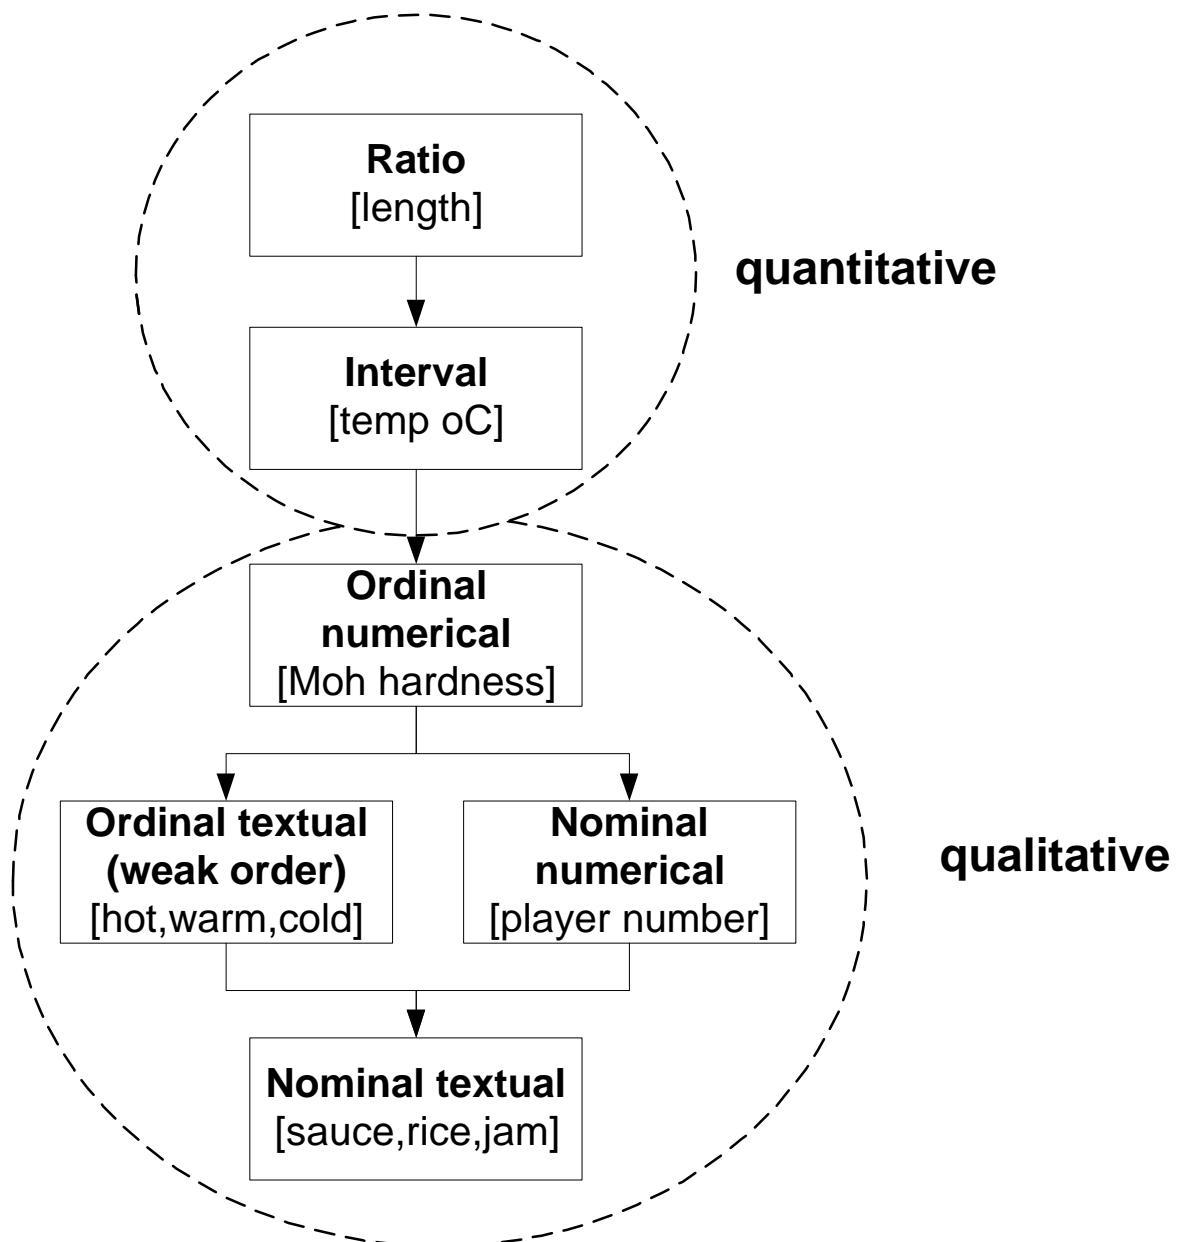 Ratio
[length]
quantitative
Interval
[temp oC]
Ordinal
numerical
[Moh hardness]
Ordinal textual
(weak order)
[hot,warm,cold]
Nominal
numerical
[player number]
qualitative
Nominal textual
[sauce,rice,jam]